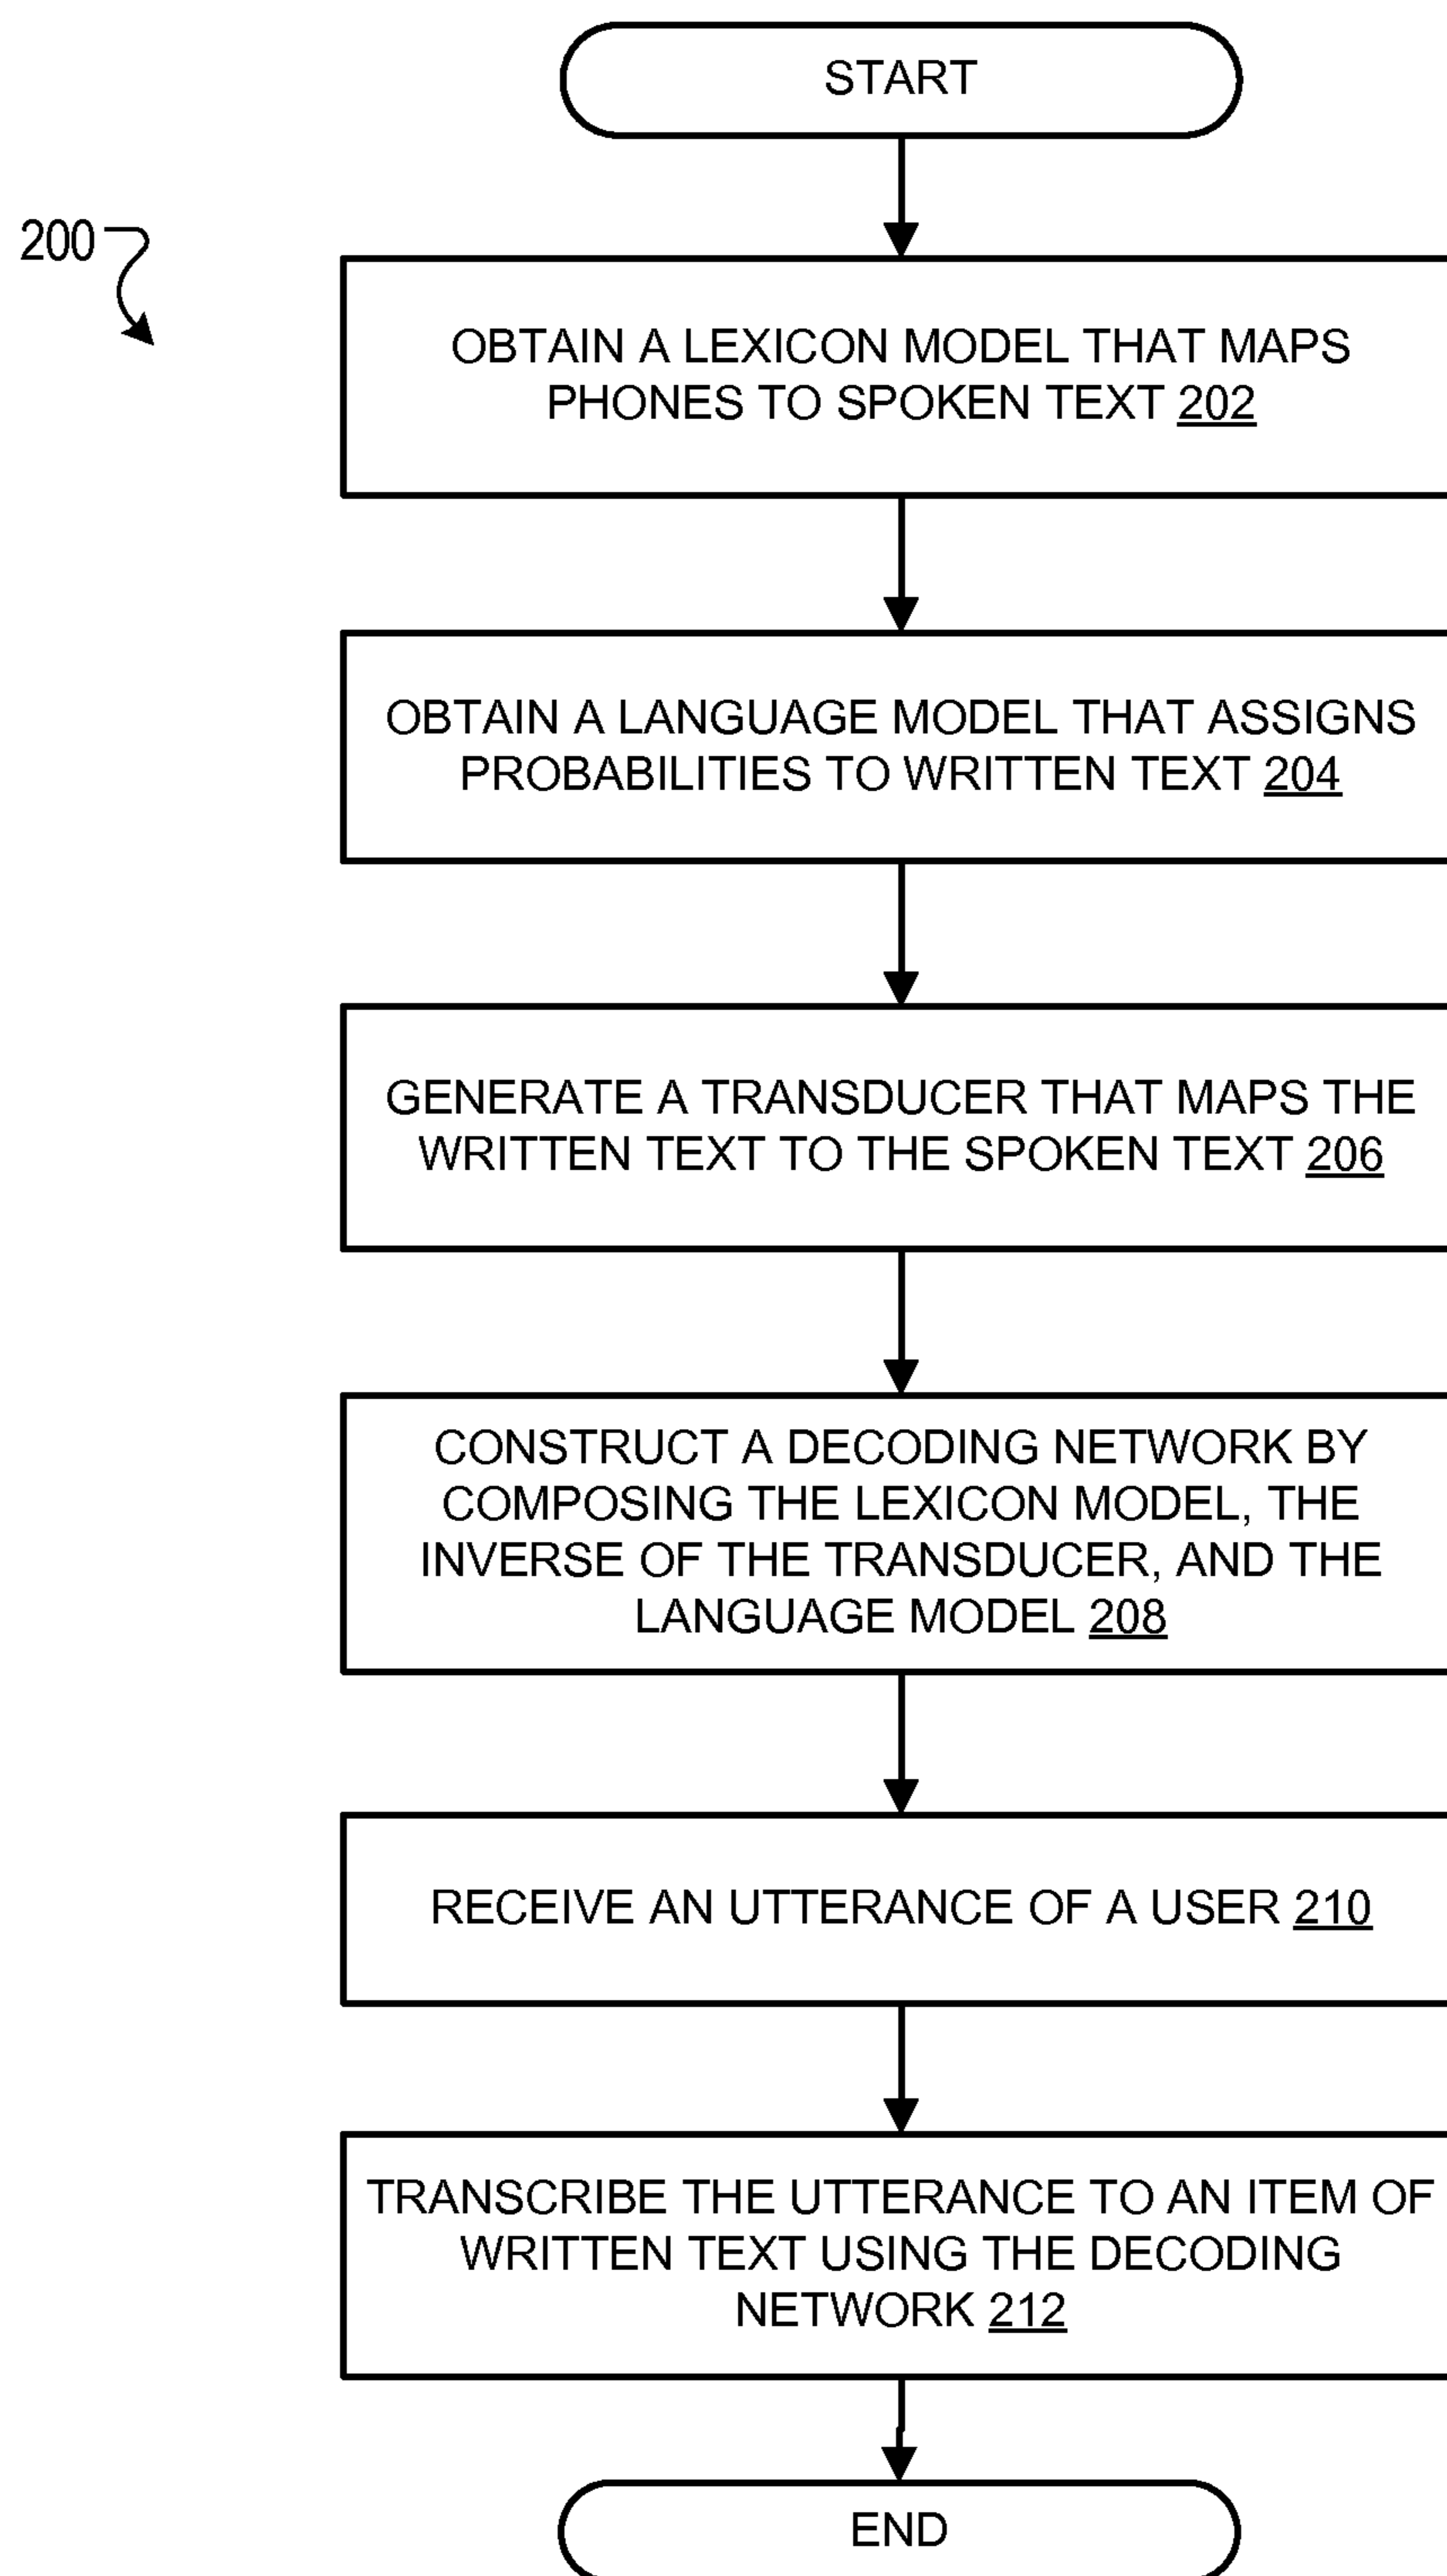 START
200
OBTAIN A LEXICON MODEL THAT MAPS
PHONES TO SPOKEN TEXT 202
OBTAIN A LANGUAGE MODEL THAT ASSIGNS
PROBABILITIES TO WRITTEN TEXT 204
GENERATE A TRANSDUCER THAT MAPS THE
WRITTEN TEXT TO THE SPOKEN TEXT 206
CONSTRUCT A DECODING NETWORK BY
COMPOSING THE LEXICON MODEL, THE
INVERSE OF THE TRANSDUCER, AND THE
LANGUAGE MODEL 208
RECEIVE AN UTTERANCE OF A USER 210
TRANSCRIBE THE UTTERANCE TO AN ITEM OF
WRITTEN TEXT USING THE DECODING
NETWORK 212
END